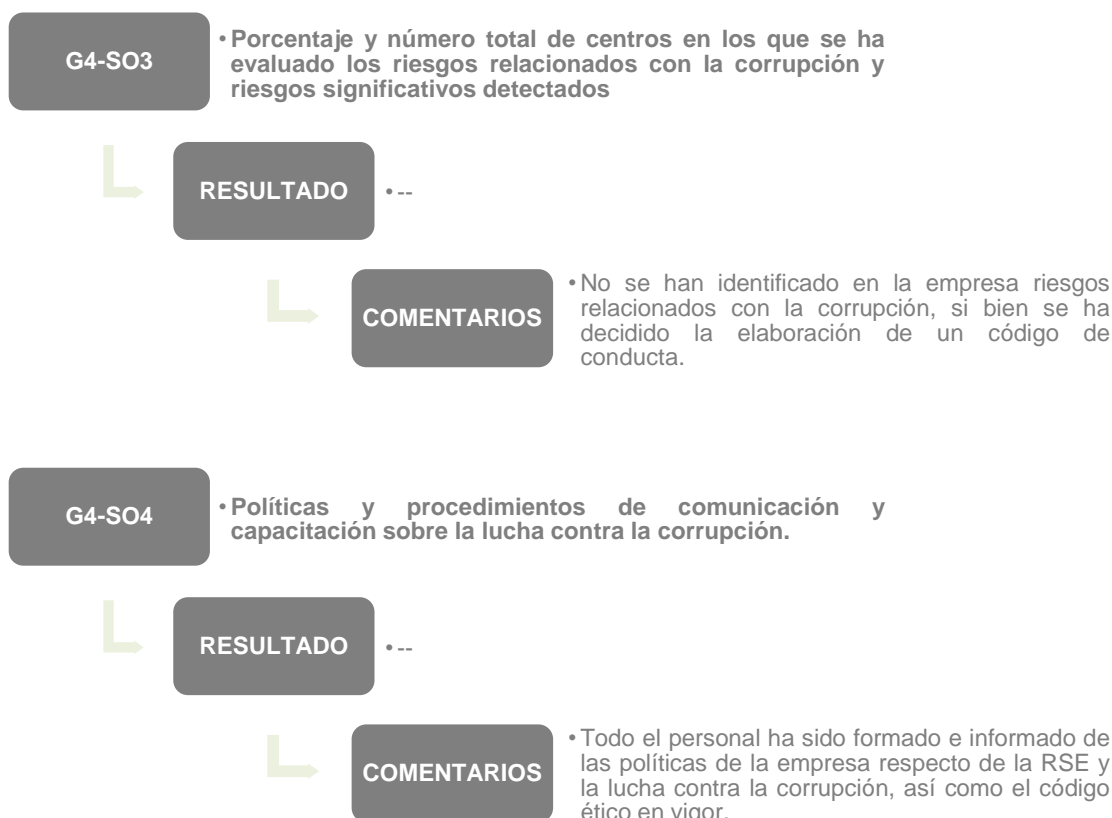 G4-SO3
•Porcentaje y número total de centros en los que se ha
evaluado los riesgos relacionados con la corrupción y
riesgos significativos detectados
RESULTADO
•--
COMENTARIOS
•No se han identificado en la empresa riesgos
relacionados con la corrupción, si bien se ha
decidido la elaboración de un código de
conducta.
G4-SO4
•Políticas y procedimientos de comunicación y
capacitación sobre la lucha contra la corrupción.
RESULTADO
•--
COMENTARIOS
•Todo el personal ha sido formado e informado de
las políticas de la empresa respecto de la RSE y
la lucha contra la corrupción, así como el código
ético en vigor.